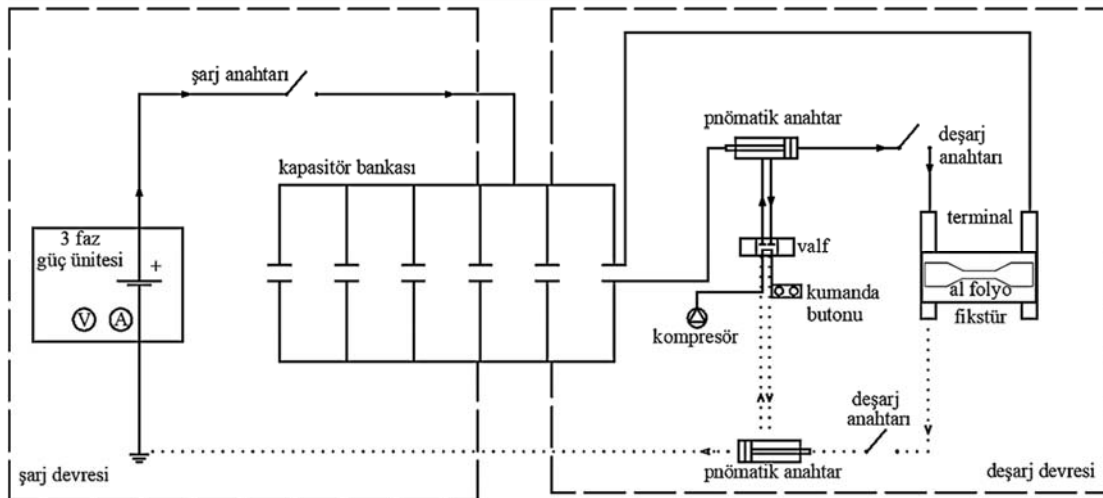 şarj anahtarı
kapasitör bankası
3 faz
güç ünitesi
+
V
A
şarj devresi
pnömatik anahtar
deşarj
anahtarı
terminal
valf
al folyo
kumanda
butonu
fikstür
kompresör
deşarj
anahtarı
pnömatik anahtar
deşarj devresi